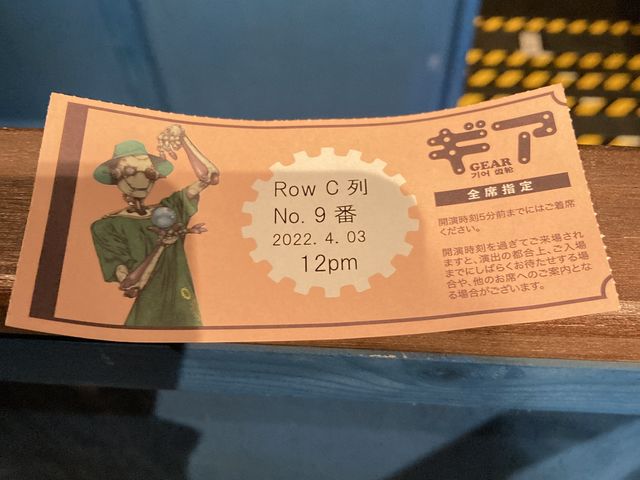 Row C 列
No. 9 番
2022. 4. 03
12pm
ギア
GEAR
기어 齿轮
全席指定
開演時刻5分前までにはご着席
ください。
開演時刻を過ぎてご来場され
ますと、演出の都合上、ご入場
までにしばらくお待たせする場
合や、他のお席へのご案内とな
る場合がございます。